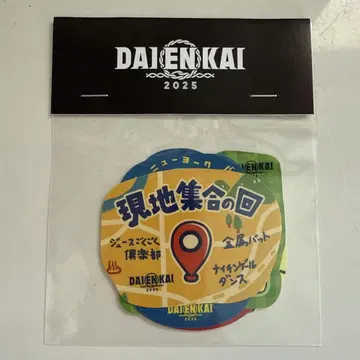 DAIENKAI
2025
ニューヨーク
DAIENKAI
現地集合の回
ジュースごくごく
倶楽部
金属バット
ナイチンゲール
ダンス
DAIENKAI
2025
DAIENKAI
2025